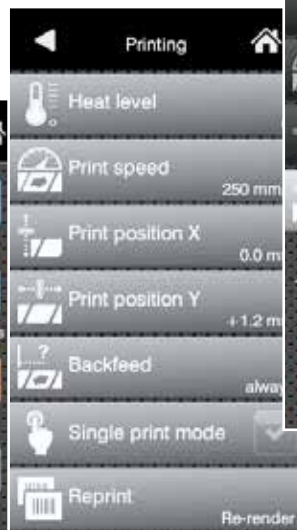 Printing
Heat level
Print speed
250 mm
Print position X
0.0 m
Print position Y
+1.2 m
Backfeed
alway
Single print mode
Reprint
Re-render